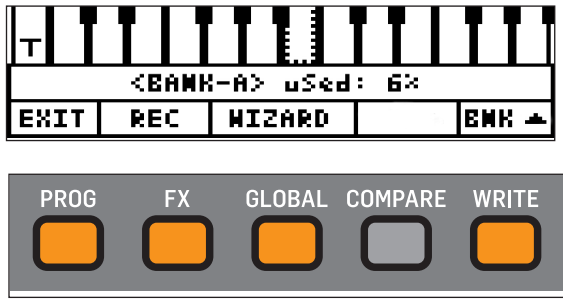 T
<BANK-A> uSed: 6%
EXIT REC WIZARD BNK
PROG FX GLOBAL COMPARE WRITE